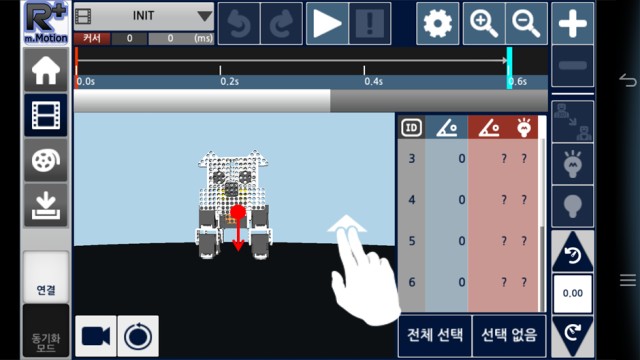 R+
m.Motion
INIT
커서 0 0 (ms)
0.0s 0.2s 0.4s 0.6s
ID
3 0 ? ?
4 0 ? ?
5 0 ? ?
6 0 ? ?
연결
0.00
동기화
모드
전체 선택 선택 없음